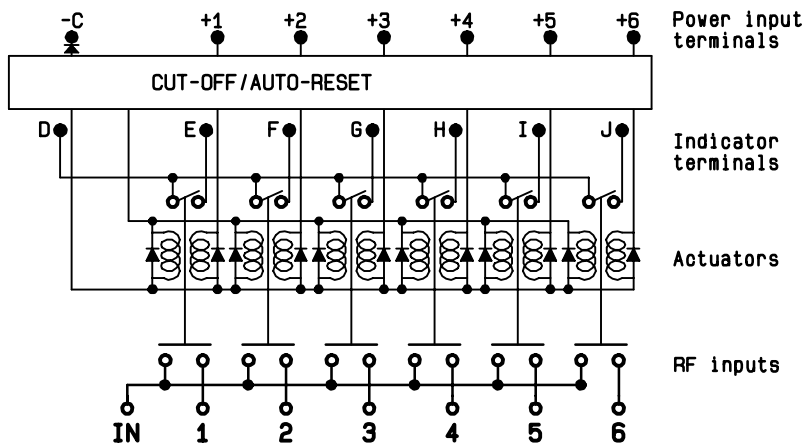 -C +1 +2 +3 +4 +5 +6
Power input
terminals
CUT-OFF/AUTO-RESET
D E F G H I J
Indicator
terminals
Actuators
RF inputs
IN 1 2 3 4 5 6